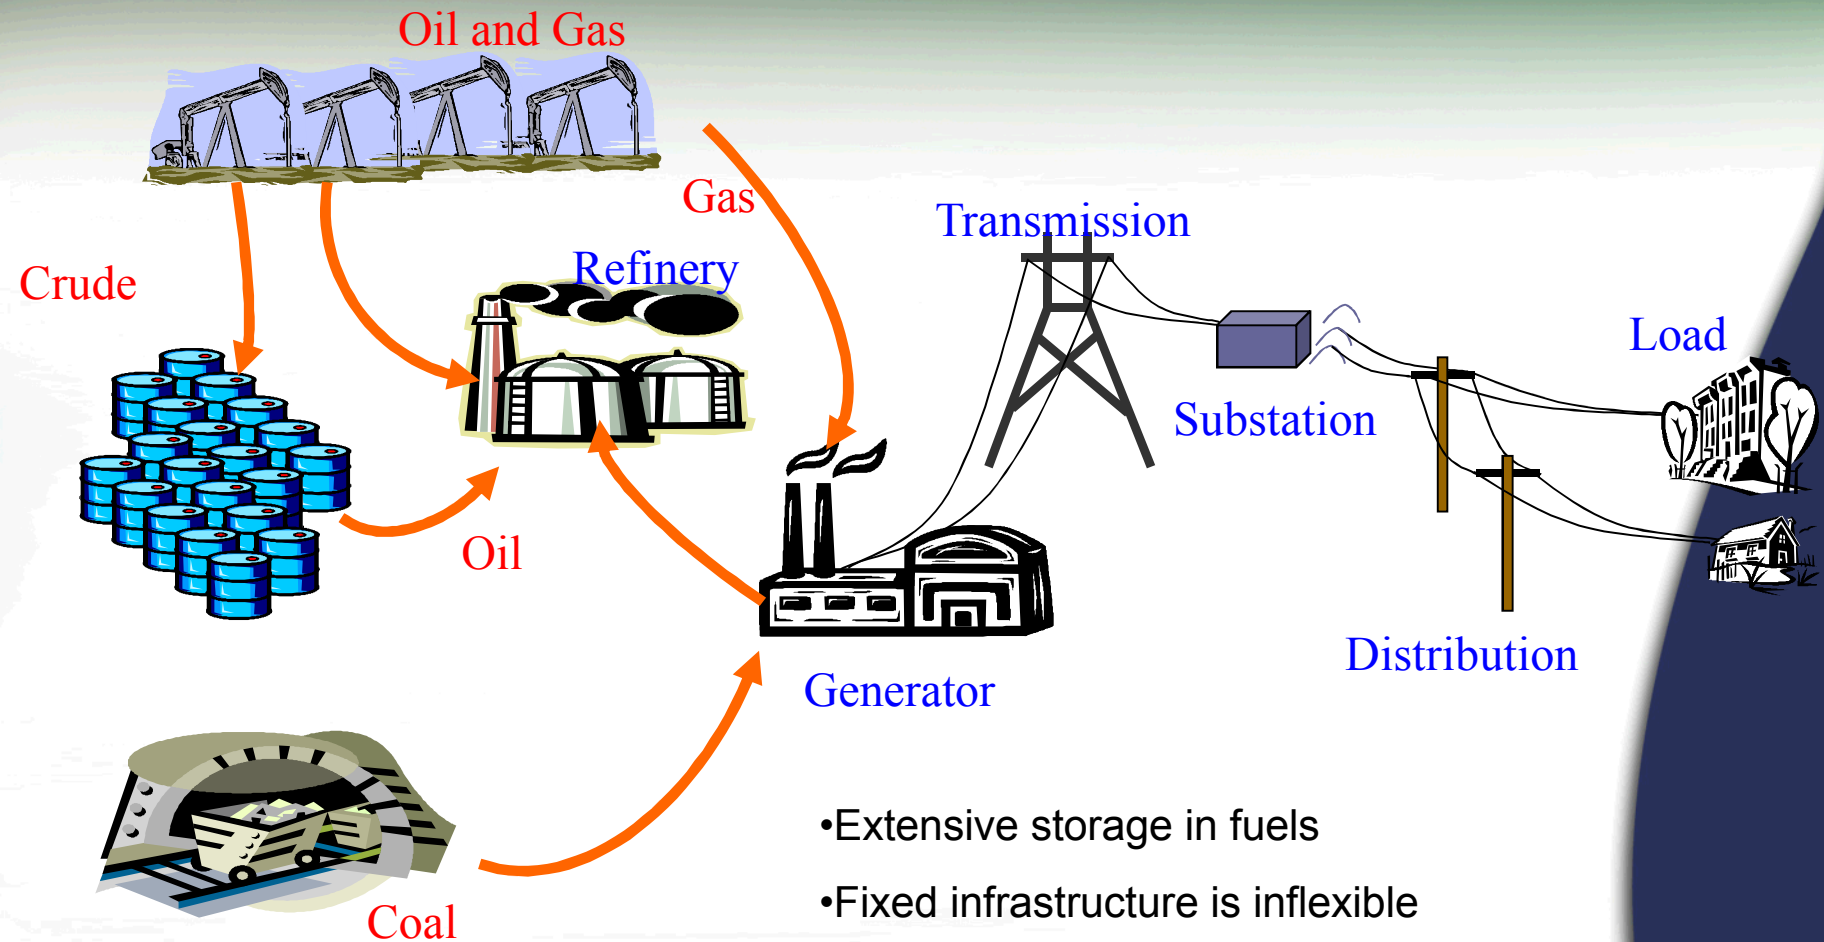 Oil and Gas
Gas
Transmission
Refinery
Crude
Load
Substation
Oil
Distribution
Generator
•Extensive storage in fuels
•Fixed infrastructure is inflexible
Coal